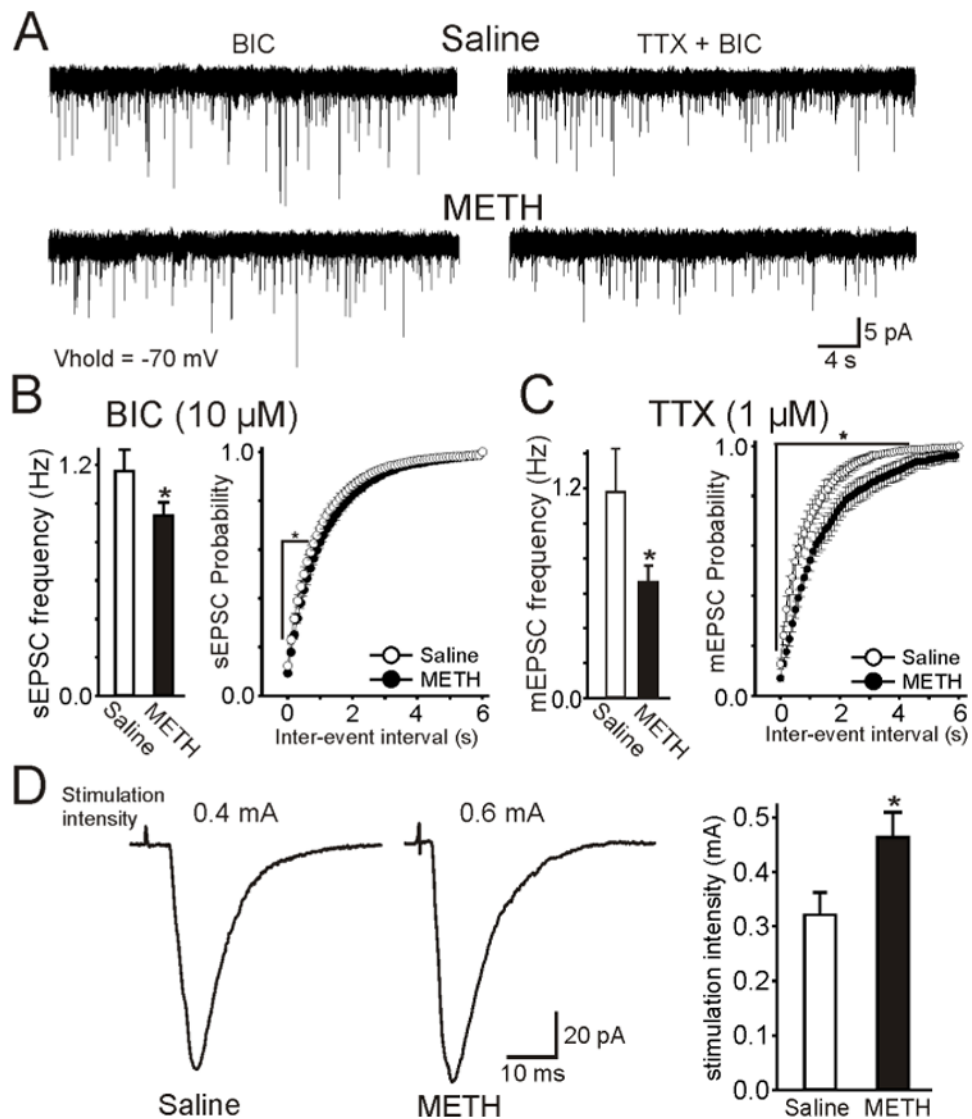 A
BIC
Saline
TTX + BIC
METH
Vhold = -70 mV
5 pA
4 s
B
BIC (10 µM)
sEPSC frequency (Hz)
1.2
0.0
*
Saline
METH
sEPSC Probability
1.0
0.0
*
Saline
METH
0 2 4 6
Inter-event interval (s)
C
TTX (1 µM)
mEPSC frequency (Hz)
1.2
0.0
*
Saline
METH
mEPSC Probability
1.0
0.0
*
Saline
METH
0 2 4 6
Inter-event interval (s)
D
Stimulation
intensity
0.4 mA
0.6 mA
20 pA
10 ms
Saline
METH
stimulation intensity (mA)
0.5
0.4
0.3
0.2
0.1
0.0
*
Saline
METH